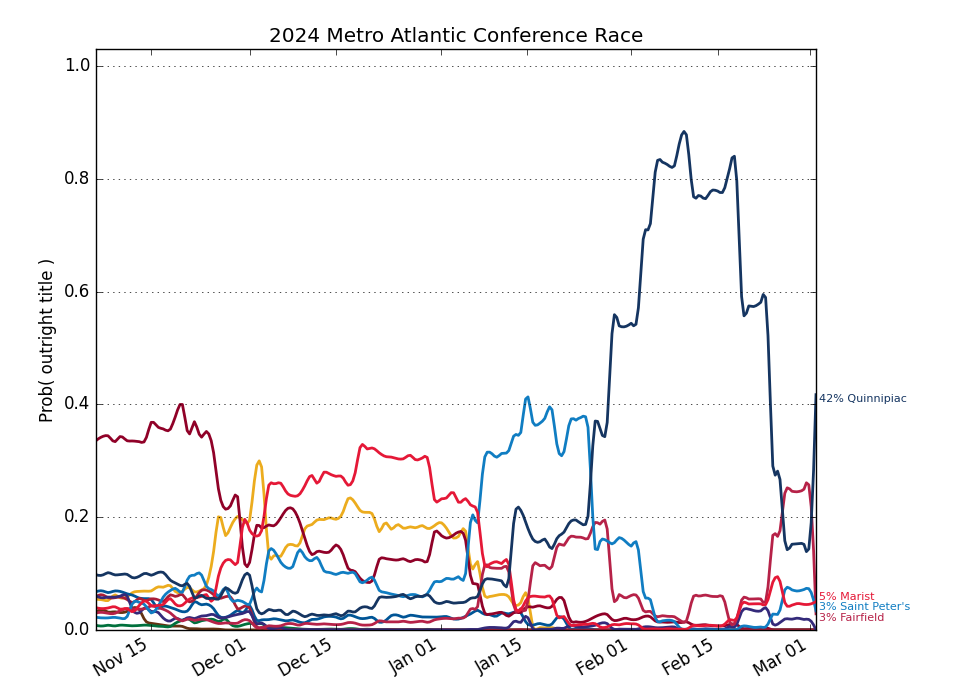 2024 Metro Atlantic Conference Race
Prob( outright title )
1.0
0.8
0.6
0.4
0.2
0.0
42% Quinnipiac
5% Marist
3% Saint Peter's
3% Fairfield
Nov 15
Dec 01
Dec 15
Jan 01
Jan 15
Feb 01
Feb 15
Mar 01